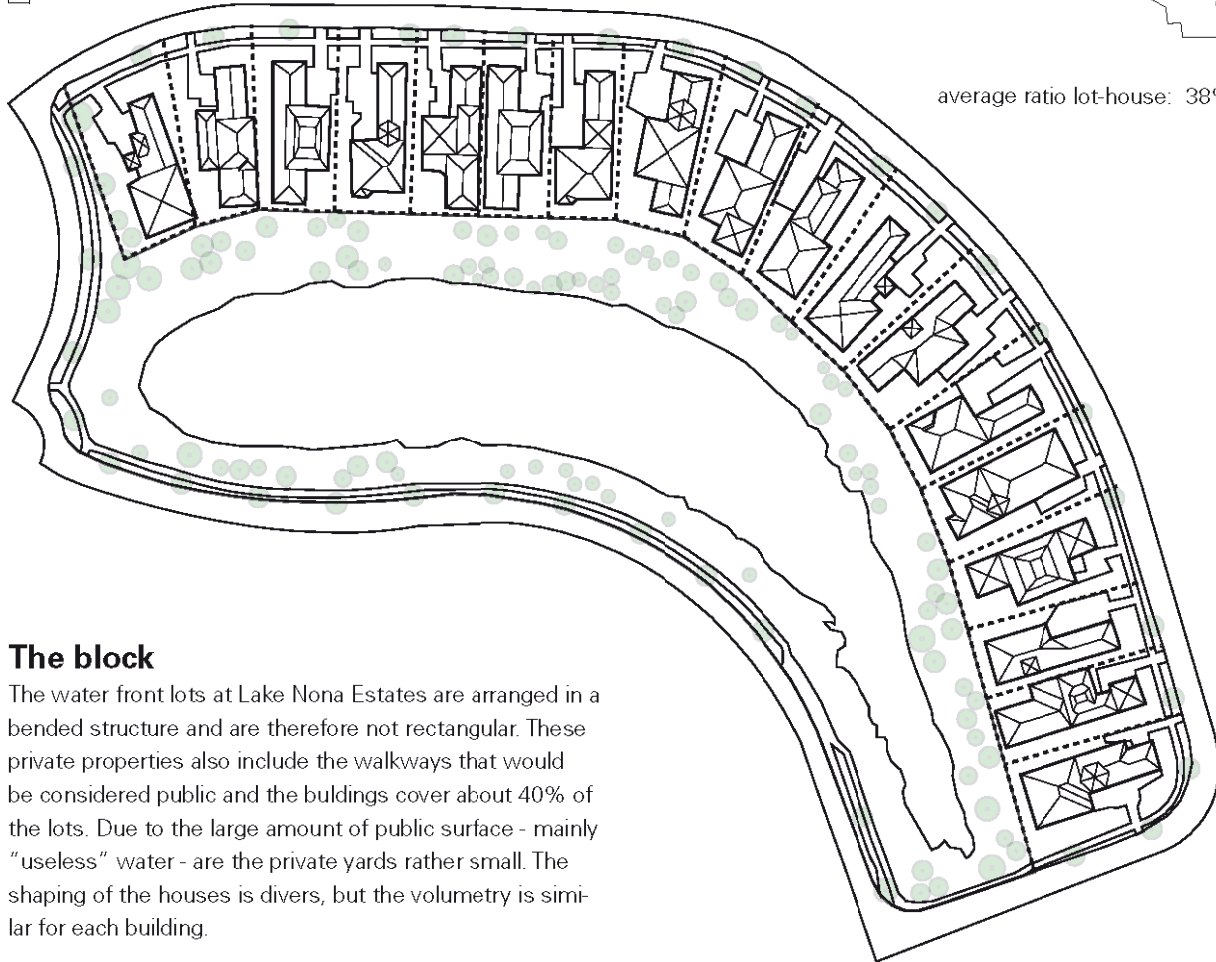 average ratio lot-house: 38%
The block
The water front lots at Lake Nona Estates are arranged in a
bended structure and are therefore not rectangular. These
private properties also include the walkways that would
be considered public and the buldings cover about 40% of
the lots. Due to the large amount of public surface - mainly
"useless" water - are the private yards rather small. The
shaping of the houses is divers, but the volumetry is simi-
lar for each building.